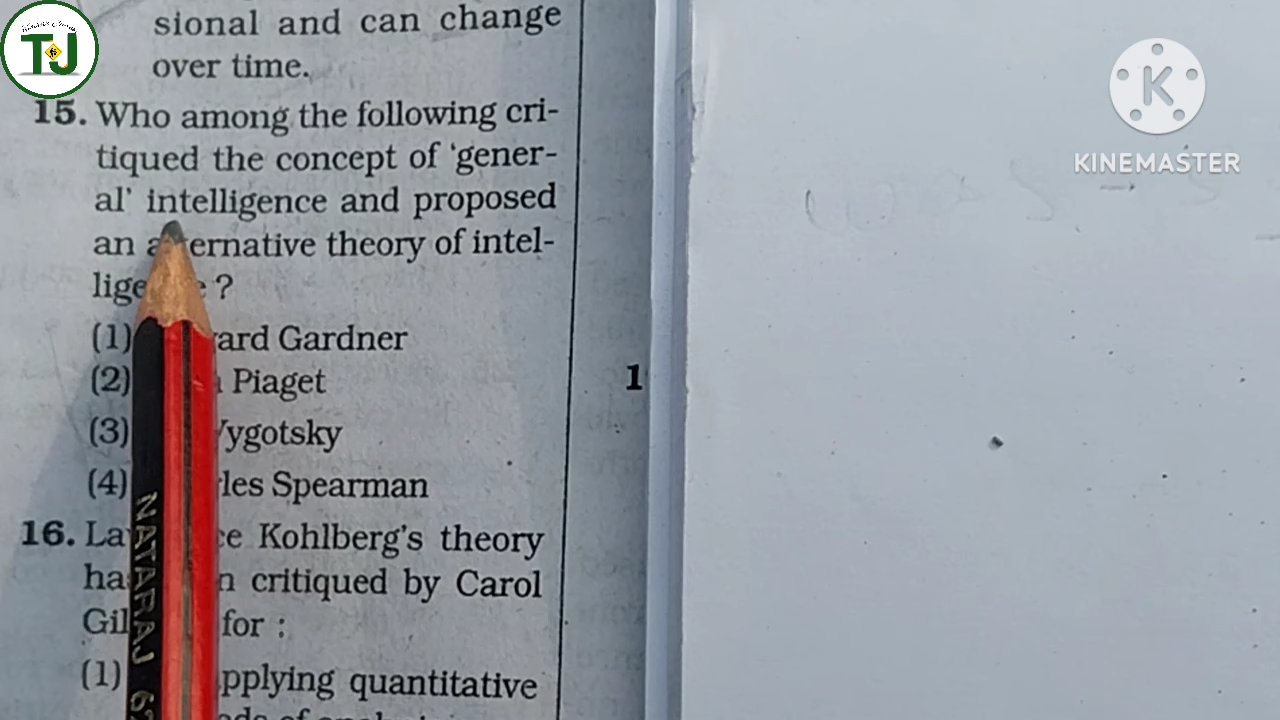 TJ
KINEMASTER
sional and can change
over time.
15. Who among the following cri-
tiqued the concept of 'gener-
al' intelligence and proposed
an ernative theory of intel-
lige ?
(1) ard Gardner
(2) Piaget
(3) Vygotsky
(4) les Spearman
16. La ce Kohlberg's theory
ha n critiqued by Carol
Gil for :
(1) pplying quantitative
1
NATARAJ 62